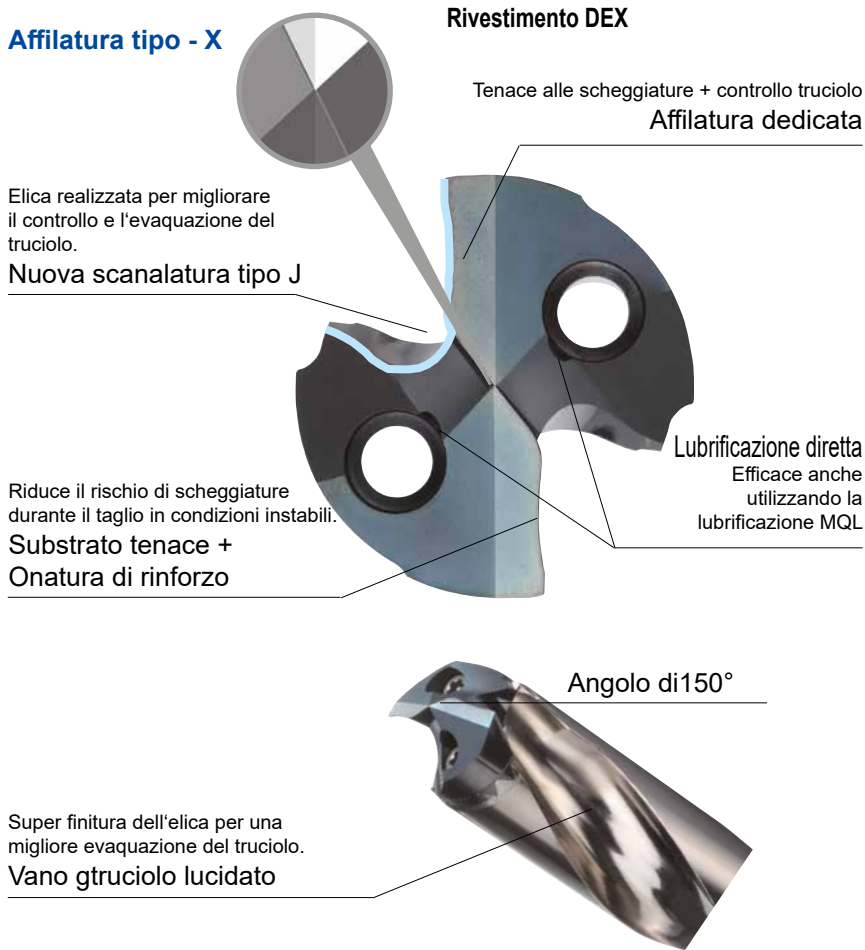 Affilatura tipo - X
Rivestimento DEX
Tenace alle scheggiature + controllo truciolo
Affilatura dedicata
Elica realizzata per migliorare
il controllo e l‘evaquazione del
truciolo.
Nuova scanalatura tipo J
Lubrificazione diretta
Efficace anche
utilizzando la
lubrificazione MQL
Riduce il rischio di scheggiature
durante il taglio in condizioni instabili.
Substrato tenace +
Onatura di rinforzo
Angolo di150°
Super finitura dell‘elica per una
migliore evaquazione del truciolo.
Vano gtruciolo lucidato